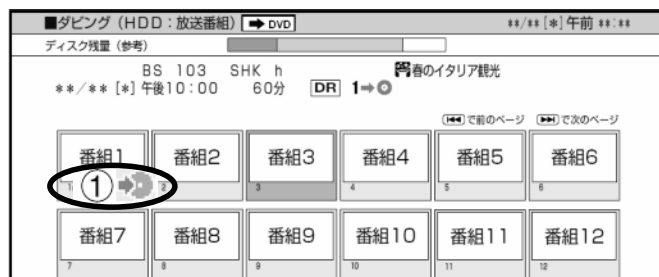 ■ダビング(HDD:放送番組) ➡ DVD **/** [*] 午前 **:**
ディスク残量(参考)
BS 103 SHK h 春のイタリア観光
**/** [*] 午後10:00 60分 DR 1➡
⏮で前のページ ⏭で次のページ
番組1 番組2 番組3 番組4 番組5 番組6
① 2 3 4 5 6
番組7 番組8 番組9 番組10 番組11 番組12
7 8 9 10 11 12